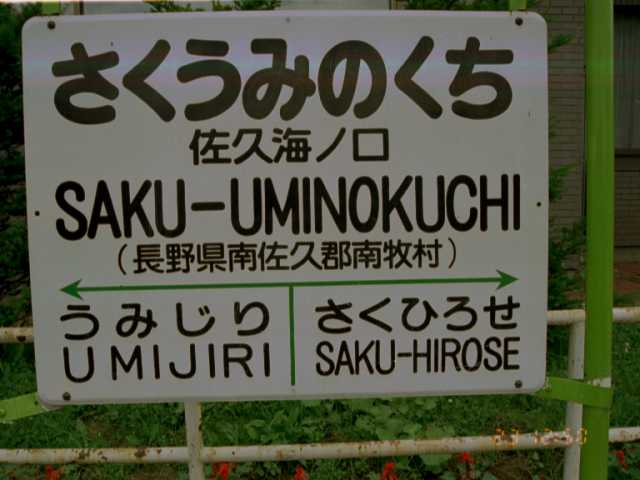 さくうみのくち
佐久海ノ口
SAKU-UMINOKUCHI
(長野県南佐久郡南牧村)
うみじり さくひろせ
UMIJIRI SAKU-HIROSE